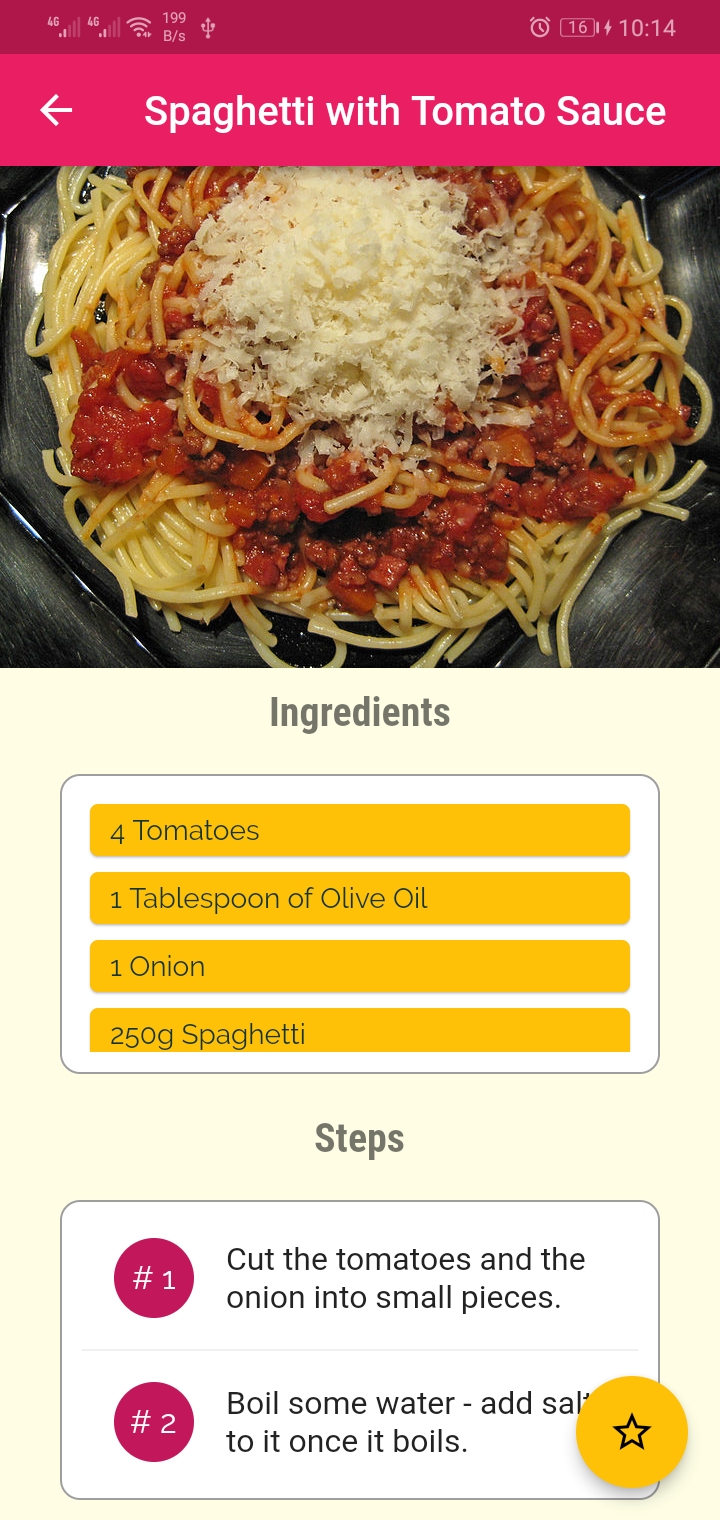 4G 4G 199 B/s 16 10:14
Spaghetti with Tomato Sauce
Ingredients
4 Tomatoes
1 Tablespoon of Olive Oil
1 Onion
250g Spaghetti
Steps
# 1
Cut the tomatoes and the
onion into small pieces.
# 2
Boil some water - add salt
to it once it boils.